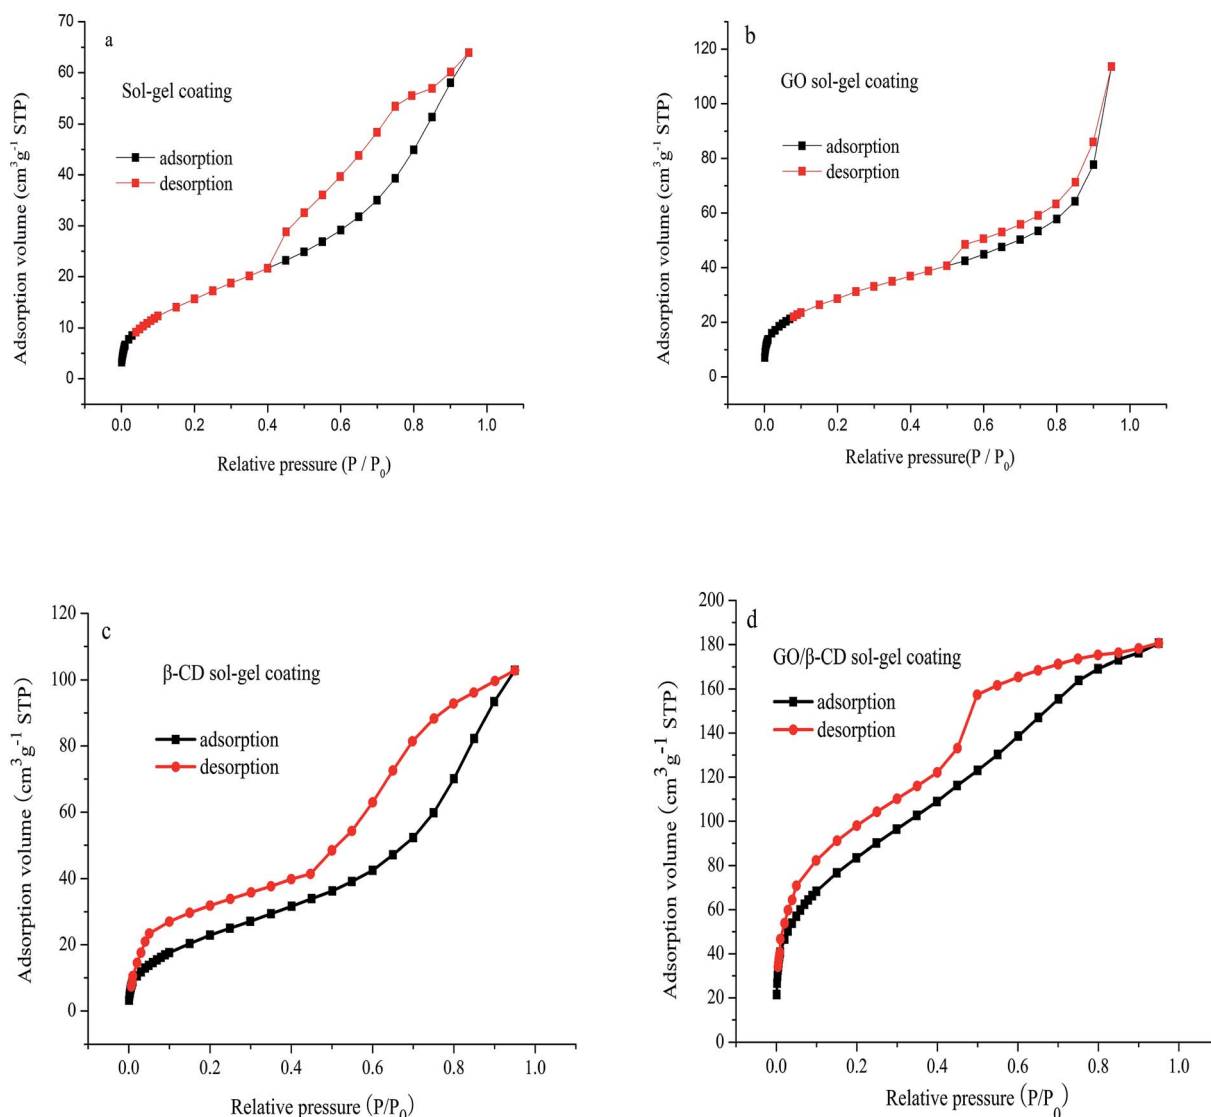 a
Sol-gel coating
adsorption
desorption
Adsorption volume (cm³g⁻¹ STP)
70
60
50
40
30
20
10
0
0.0 0.2 0.4 0.6 0.8 1.0
Relative pressure (P / P₀)
b
GO sol-gel coating
adsorption
desorption
Adsorption volume (cm³g⁻¹ STP)
120
100
80
60
40
20
0
0.0 0.2 0.4 0.6 0.8 1.0
Relative pressure(P / P₀)
c
β-CD sol-gel coating
adsorption
desorption
Adsorption volume (cm³g⁻¹ STP)
120
100
80
60
40
20
0
0.0 0.2 0.4 0.6 0.8 1.0
Relative pressure (P/P₀)
d
GO/β-CD sol-gel coating
adsorption
desorption
Adsorption volume (cm³g⁻¹ STP)
200
180
160
140
120
100
80
60
40
20
0
0.0 0.2 0.4 0.6 0.8 1.0
Relative pressure (P/P₀)